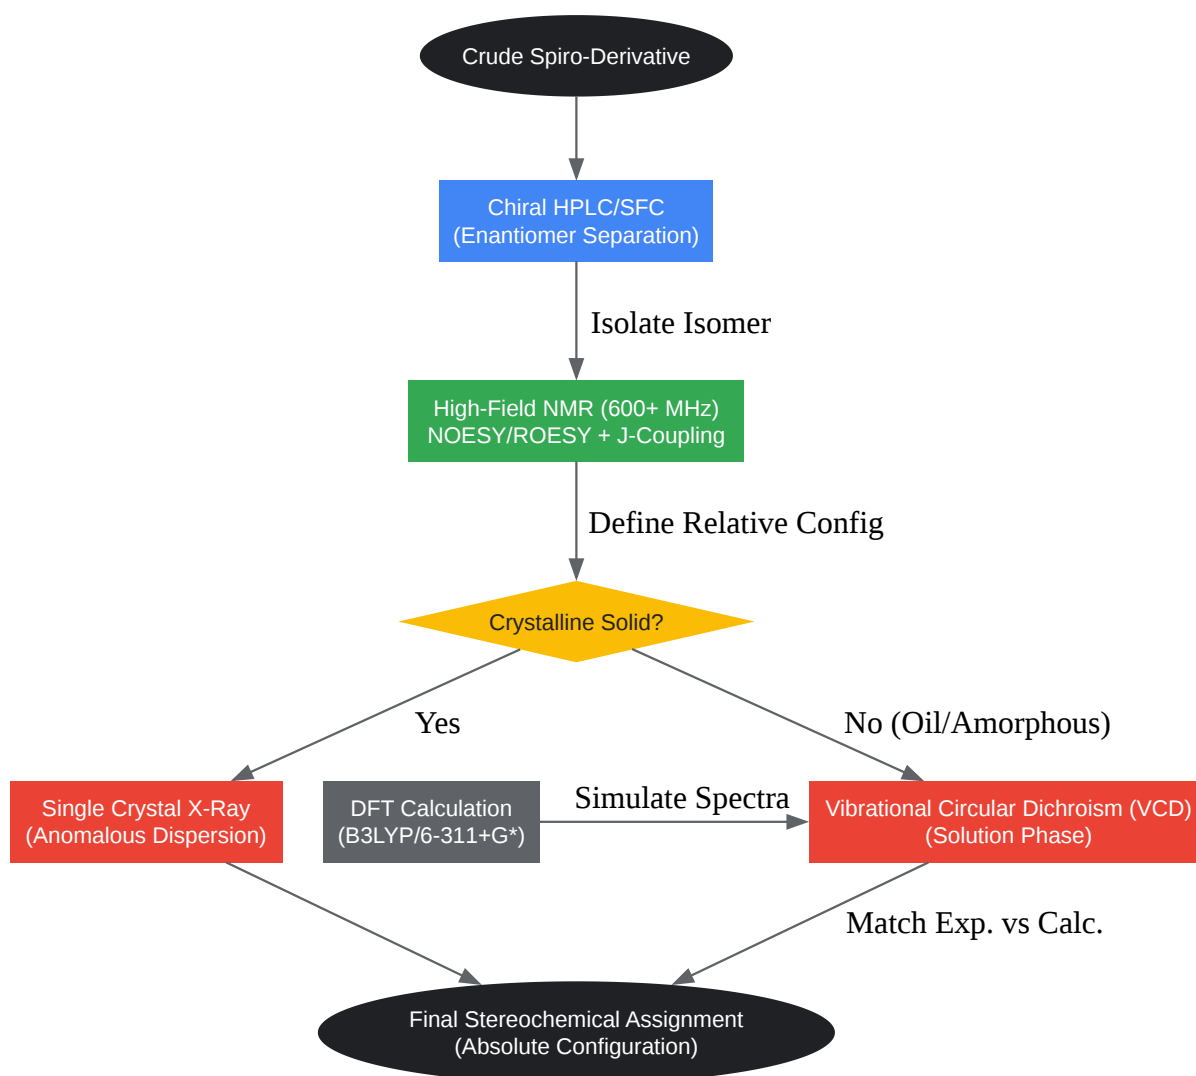 Crude Spiro-Derivative
Chiral HPLC/SFC
(Enantiomer Separation)
Isolate Isomer
High-Field NMR (600+ MHz)
NOESY/ROESY + J-Coupling
Define Relative Config
Crystalline Solid?
Yes
No (Oil/Amorphous)
Single Crystal X-Ray
(Anomalous Dispersion)
DFT Calculation
(B3LYP/6-311+G*)
Simulate Spectra
Vibrational Circular Dichroism (VCD)
(Solution Phase)
Match Exp. vs Calc.
Final Stereochemical Assignment
(Absolute Configuration)